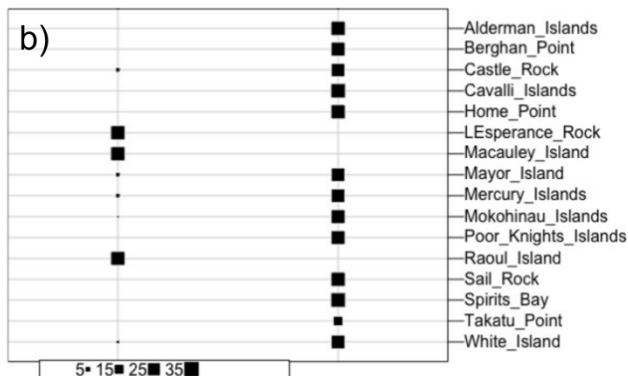 b)
Alderman_Islands
Berghan_Point
Castle_Rock
Cavalli_Islands
Home_Point
LEsperance_Rock
Macauley_Island
Mayor_Island
Mercury_Islands
Mokohinau_Islands
Poor_Knights_Islands
Raoul_Island
Sail_Rock
Spirits_Bay
Takatu_Point
White_Island
5 15 25 35